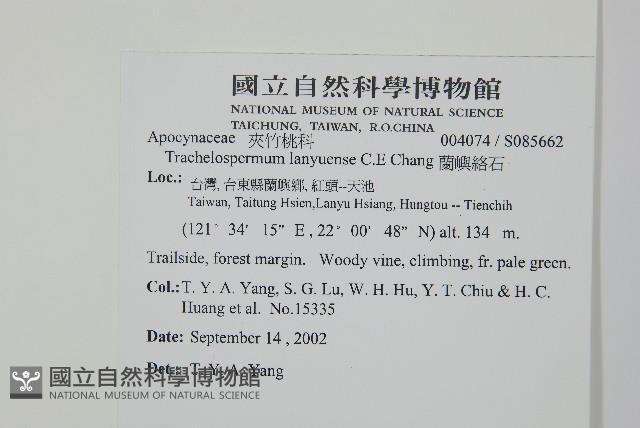 國立自然科學博物館
NATIONAL MUSEUM OF NATURAL SCIENCE
TAICHUNG, TAIWAN, R.O.CHINA
Apocynaceae 夾竹桃科 004074 / S085662
Trachelospermum lanyuense C.E Chang 蘭嶼絡石
Loc.: 台灣, 台東縣蘭嶼鄉, 紅頭--天池
Taiwan, Taitung Hsien,Lanyu Hsiang, Hungtou -- Tienchih
(121° 34′ 15″ E , 22° 00′ 48″ N) alt. 134 m.
Trailside, forest margin. Woody vine, climbing, fr. pale green.
Col.: T. Y. A. Yang, S. G. Lu, W. H. Hu, Y. T. Chiu & H. C.
Huang et al. No.15335
Date: September 14 , 2002
Det.: T. Y. A. Yang
國立自然科學博物館
NATIONAL MUSEUM OF NATURAL SCIENCE